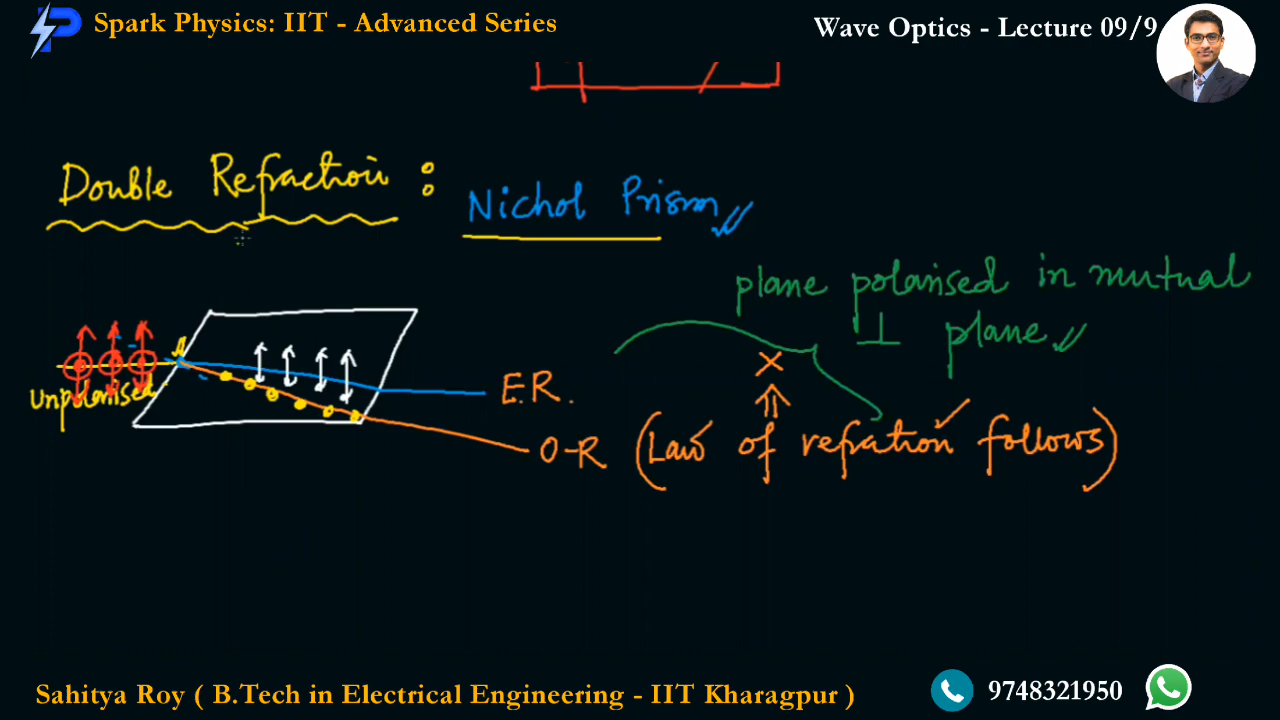 Spark Physics: IIT - Advanced Series
Wave Optics - Lecture 09/9
Double Refraction :
Nichol Prism
plane polarised in mutual
⊥ plane
Unpolarised
E.R.
O-R (Law of refration follows)
Sahitya Roy ( B.Tech in Electrical Engineering - IIT Kharagpur )
9748321950